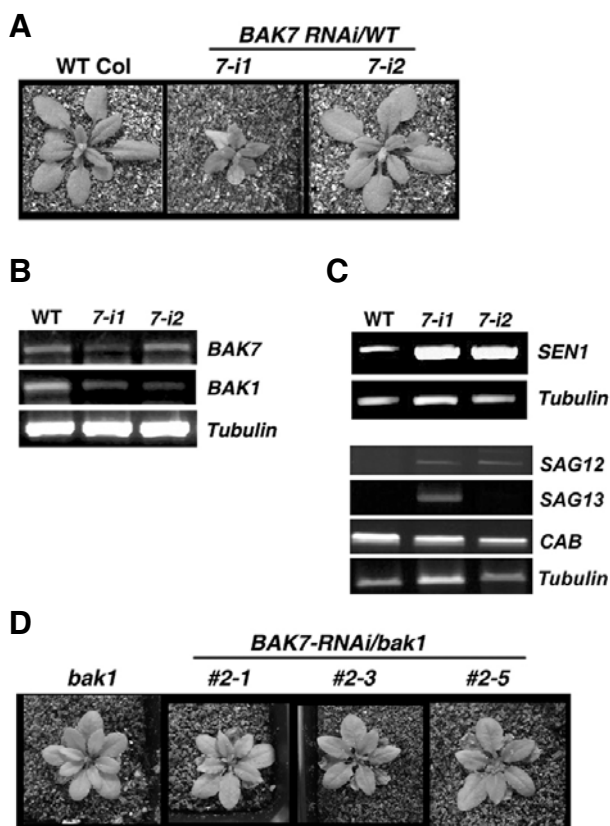 A
BAK7 RNAi/WT
WT Col 7-i1 7-i2
B
WT 7-i1 7-i2
BAK7
BAK1
Tubulin
C
WT 7-i1 7-i2
SEN1
Tubulin
SAG12
SAG13
CAB
Tubulin
D
BAK7-RNAi/bak1
bak1 #2-1 #2-3 #2-5